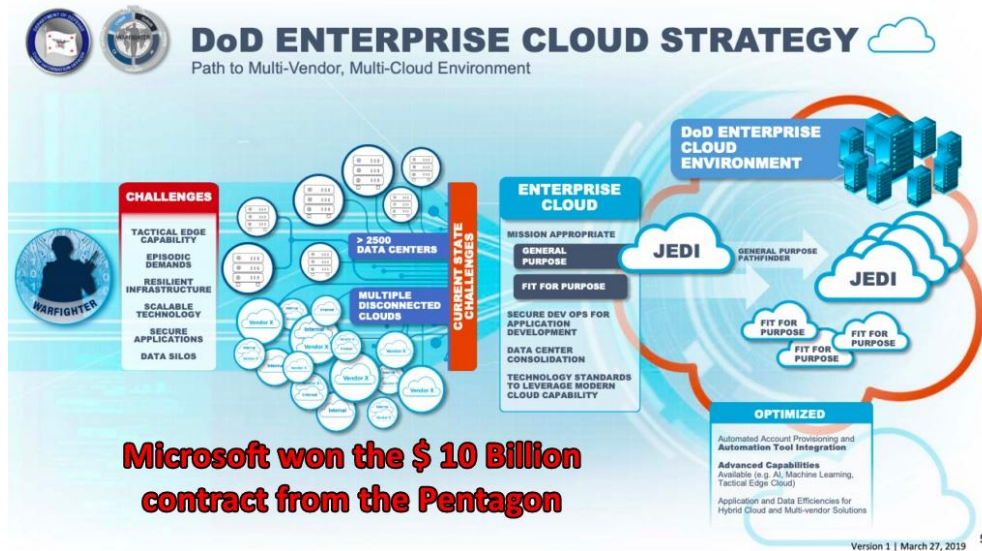 DoD ENTERPRISE CLOUD STRATEGY
Path to Multi-Vendor, Multi-Cloud Environment
WARFIGHTER
CHALLENGES
TACTICAL EDGE
CAPABILITY
EPISODIC
DEMANDS
RESILIENT
INFRASTRUCTURE
SCALABLE
TECHNOLOGY
SECURE
APPLICATIONS
DATA SILOS
> 2500
DATA CENTERS
MULTIPLE
DISCONNECTED
CLOUDS
Vendor X
Internal
Vendor X
Vendor X
Vendor X
Internal
CURRENT STATE
CHALLENGES
ENTERPRISE
CLOUD
MISSION APPROPRIATE
GENERAL
PURPOSE
FIT FOR PURPOSE
SECURE DEV OPS FOR
APPLICATION
DEVELOPMENT
DATA CENTER
CONSOLIDATION
TECHNOLOGY STANDARDS
TO LEVERAGE MODERN
CLOUD CAPABILITY
DoD ENTERPRISE
CLOUD
ENVIRONMENT
JEDI
GENERAL PURPOSE
PATHFINDER
JEDI
FIT FOR
PURPOSE
FIT FOR
PURPOSE
FIT FOR
PURPOSE
OPTIMIZED
Automated Account Provisioning and
Automation Tool Integration
Advanced Capabilities
Available (e.g. AI, Machine Learning,
Tactical Edge Cloud)
Application and Data Efficiencies for
Hybrid Cloud and Multi-vendor Solutions
Microsoft won the $ 10 Billion
contract from the Pentagon
Version 1 | March 27, 2019